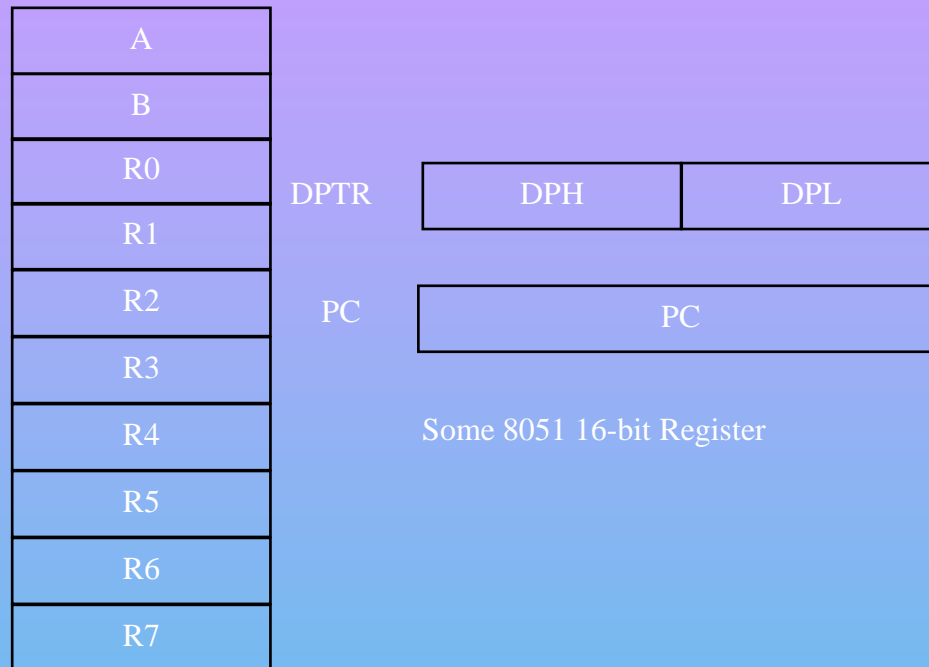 A
B
R0
R1
R2
R3
R4
R5
R6
R7
DPTR DPH DPL
PC PC
Some 8051 16-bit Register